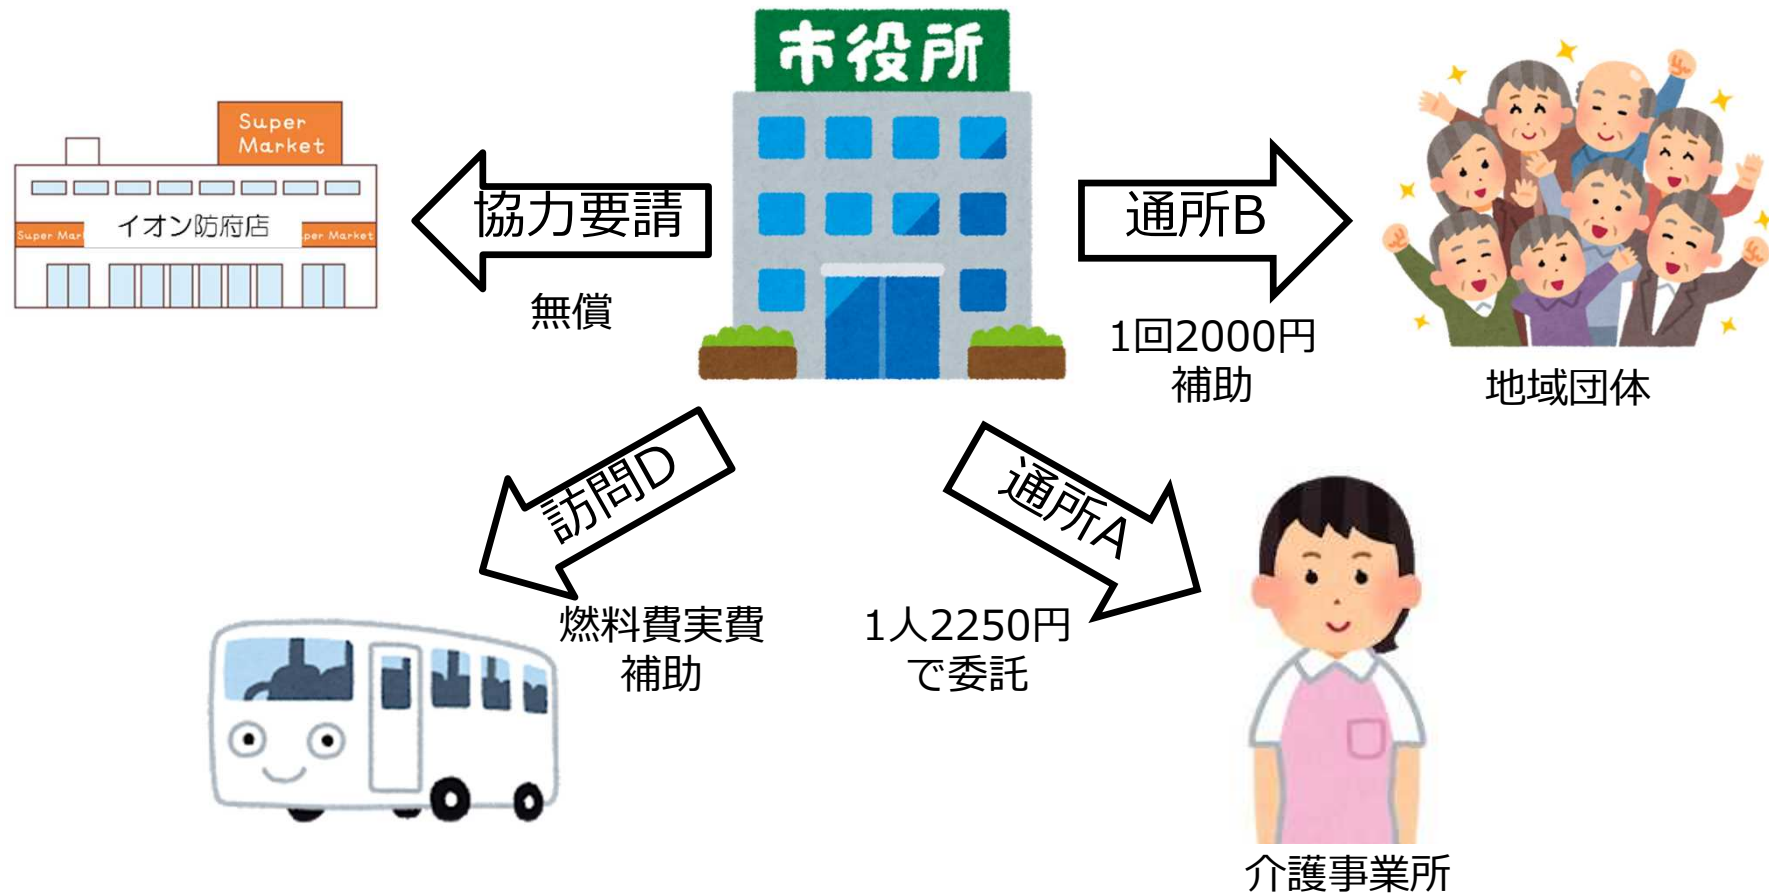 市役所
Super
Market
イオン防府店
Super Mar
per Market
協力要請
無償
通所B
1回2000円
補助
地域団体
訪問D
燃料費実費
補助
通所A
1人2250円
で委託
介護事業所